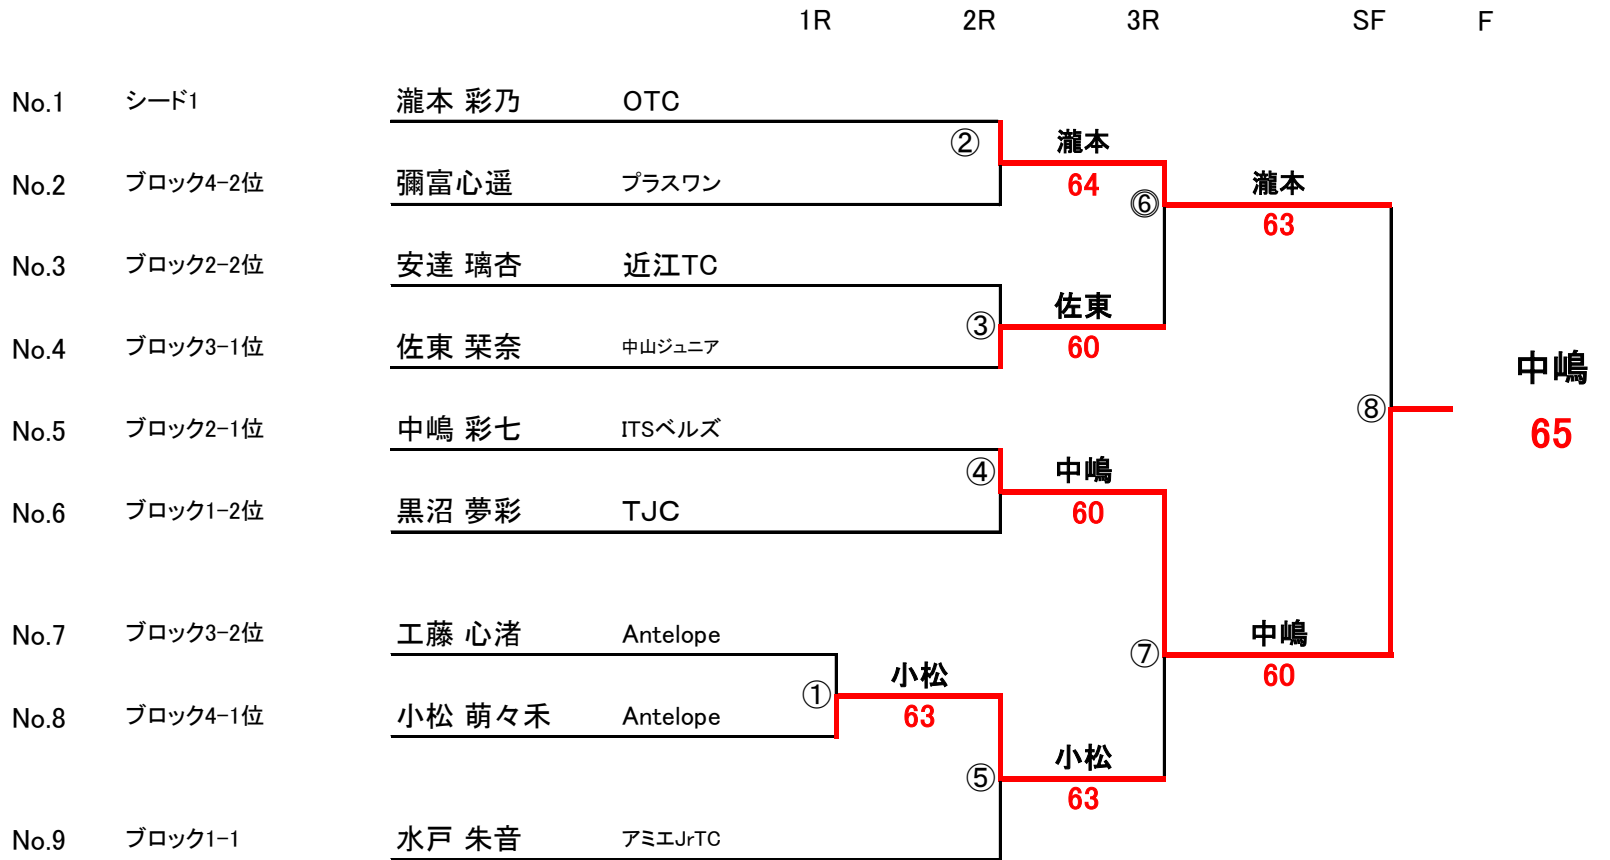 1R 2R 3R SF F
No.1 シード1 瀧本 彩乃 OTC
② 瀧本
No.2 ブロック4-2位 彌富心遥 プラスワン 64 ⑥ 瀧本
63
No.3 ブロック2-2位 安達 璃杏 近江TC
③ 佐東
No.4 ブロック3-1位 佐東 栞奈 中山ジュニア 60
中嶋
⑧
No.5 ブロック2-1位 中嶋 彩七 ITSベルズ 65
④ 中嶋
No.6 ブロック1-2位 黒沼 夢彩 TJC 60
No.7 ブロック3-2位 工藤 心渚 Antelope ⑦ 中嶋
① 小松 60
No.8 ブロック4-1位 小松 萌々禾 Antelope 63
⑤ 小松
63
No.9 ブロック1-1 水戸 朱音 アミエJrTC